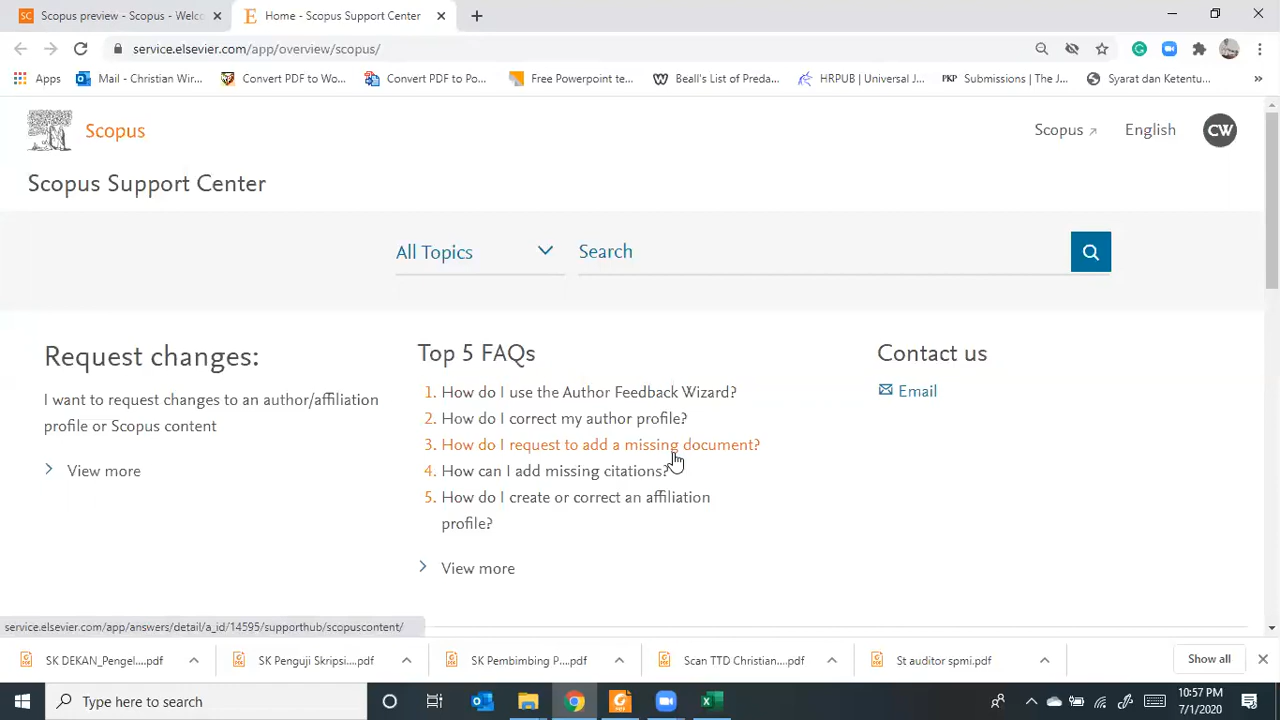 Scopus preview - Scopus - Welc
Home - Scopus Support Center
service.elsevier.com/app/overview/scopus/
Apps
Mail - Christian Wir...
Convert PDF to Wo...
Convert PDF to Po...
Free Powerpoint te...
Beall's List of Preda...
HRPUB | Universal J...
PKP Submissions | The J...
Syarat dan Ketentu...
Scopus
Scopus
English
CW
Scopus Support Center
All Topics
Search
Request changes:
I want to request changes to an author/affiliation
profile or Scopus content
View more
Top 5 FAQs
1. How do I use the Author Feedback Wizard?
2. How do I correct my author profile?
3. How do I request to add a missing document?
4. How can I add missing citations?
5. How do I create or correct an affiliation
profile?
View more
Contact us
Email
service.elsevier.com/app/answers/detail/a_id/14595/supporthub/scopuscontent/
SK DEKAN_Pengel....pdf
SK Penguji Skripsi....pdf
SK Pembimbing P....pdf
Scan TTD Christian....pdf
St auditor spmi.pdf
Show all
Type here to search
10:57 PM
7/1/2020